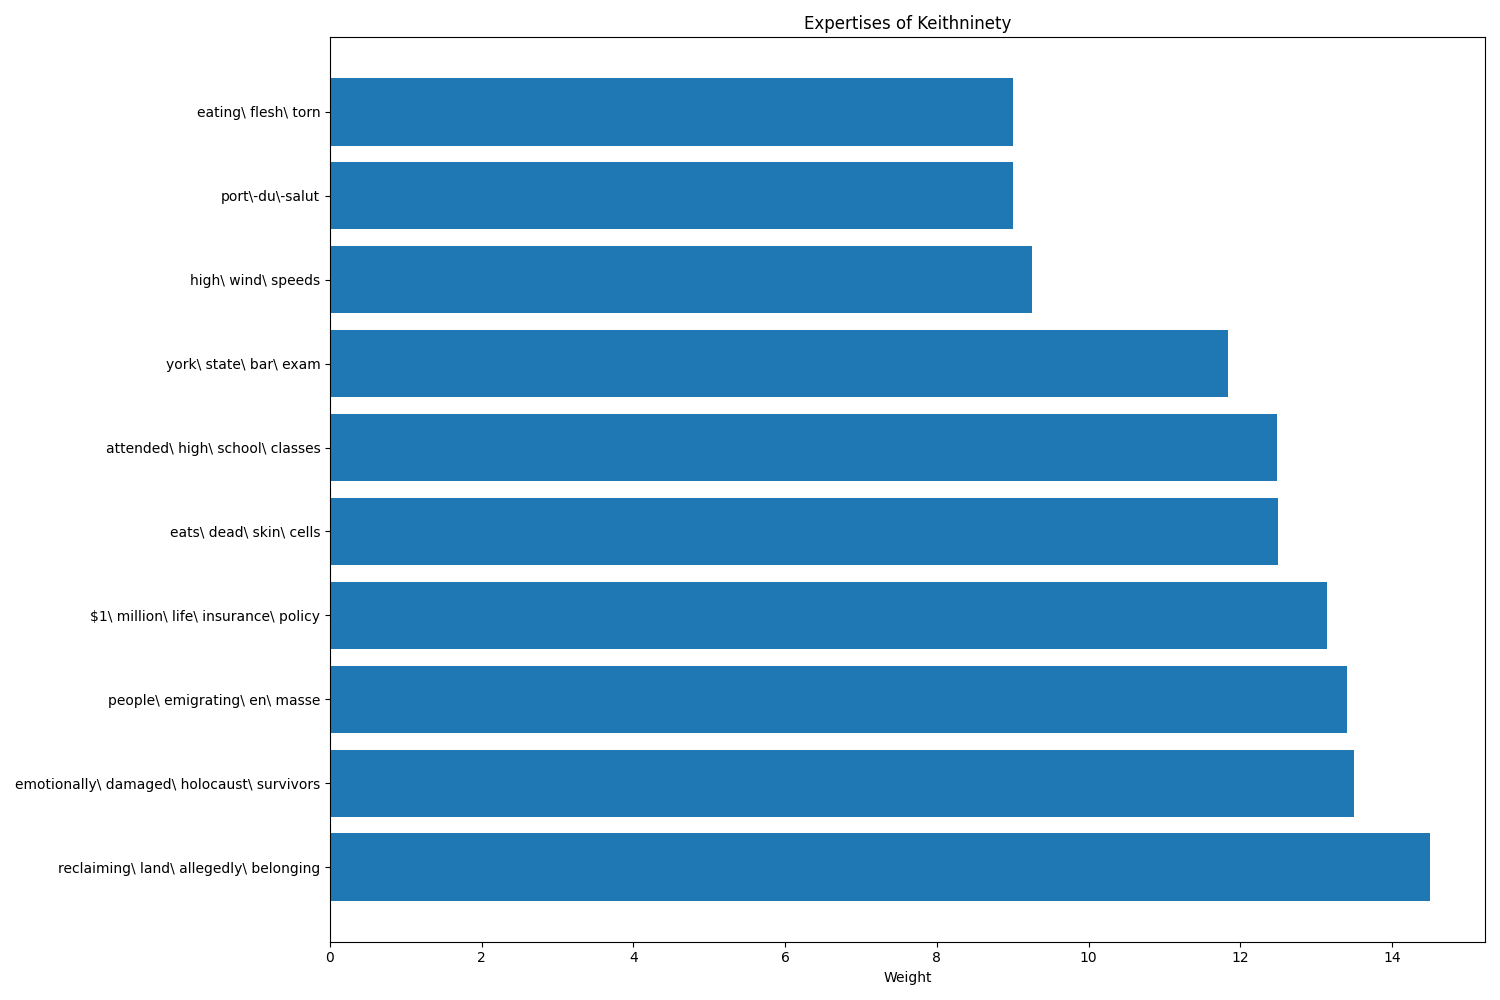 Expertises of Keithninety
eating\ flesh\ torn
port\-du\-salut
high\ wind\ speeds
york\ state\ bar\ exam
attended\ high\ school\ classes
eats\ dead\ skin\ cells
$1\ million\ life\ insurance\ policy
people\ emigrating\ en\ masse
emotionally\ damaged\ holocaust\ survivors
reclaiming\ land\ allegedly\ belonging
0 2 4 6 8 10 12 14
Weight